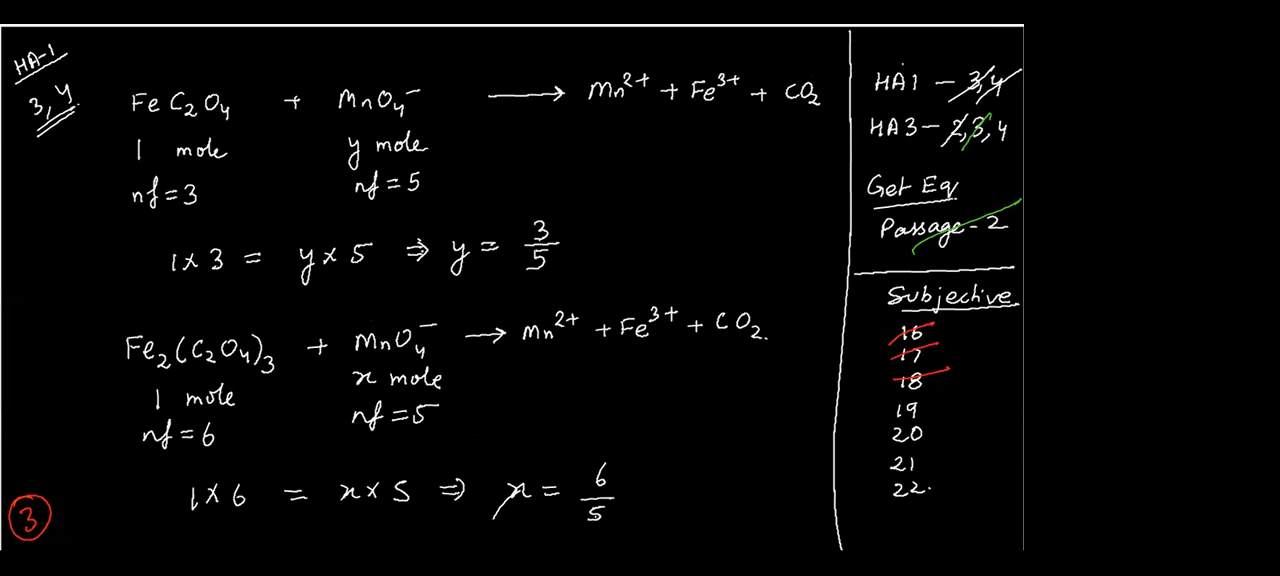 HA-1
3, 4
FeC₂O₄ + MnO₄⁻ ⟶ Mn²⁺ + Fe³⁺ + CO₂
1 mole y mole
nf = 3 nf = 5
1 × 3 = y × 5 ⇒ y = 3/5
Fe₂(C₂O₄)₃ + MnO₄⁻ ⟶ Mn²⁺ + Fe³⁺ + CO₂.
1 mole x mole
nf = 6 nf = 5
1 × 6 = x × 5 ⇒ x = 6/5
3
HA1 – 3, 4
HA3 – 2, 3, 4
Get Eq
Passage - 2
Subjective
16
17
18
19
20
21
22.